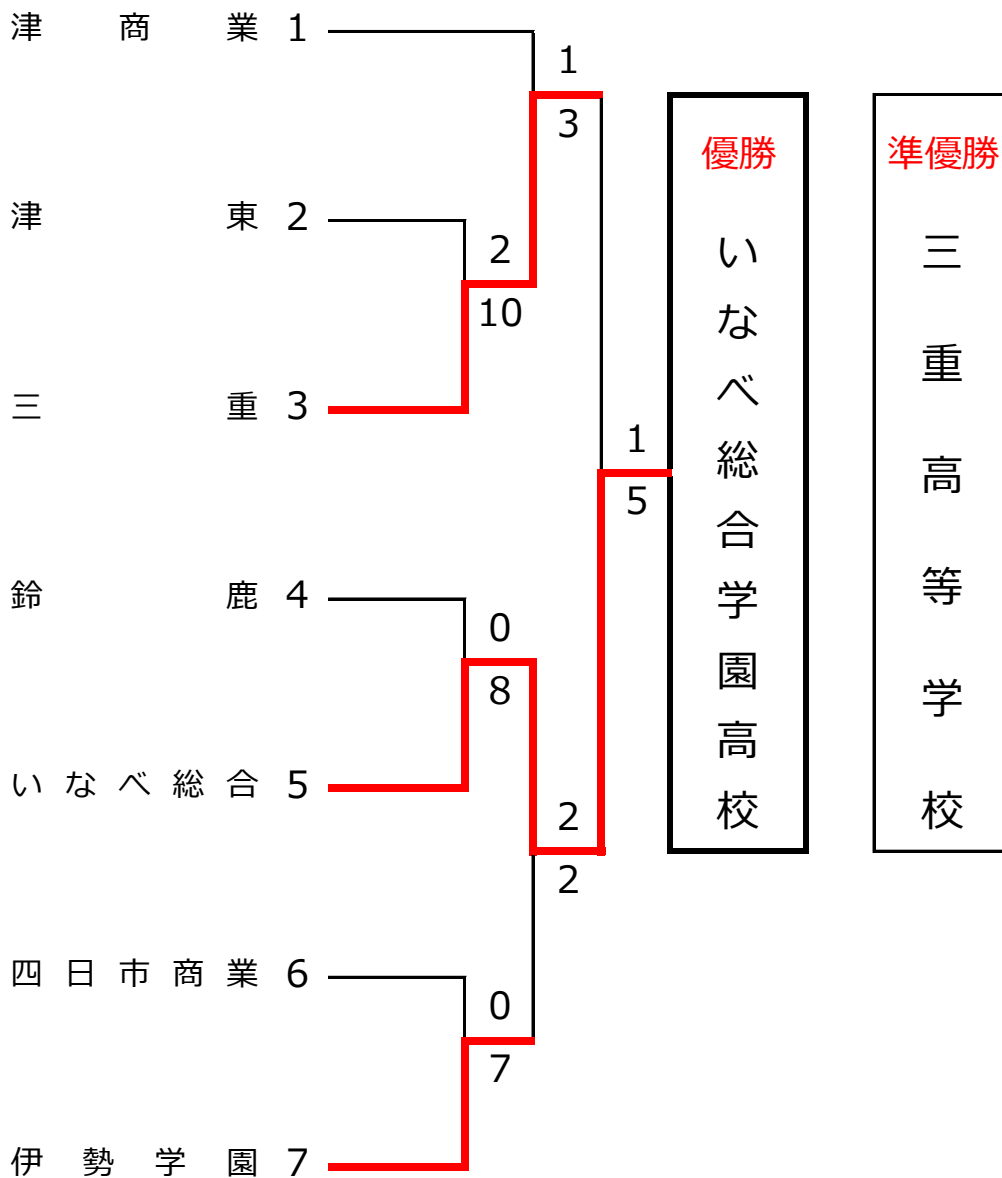 津商業 1
1
3
津東 2
2
10
三重 3
1
5
鈴鹿 4
0
8
いなべ総合 5
2
2
四日市商業 6
0
7
伊勢学園 7
優勝
いなべ総合学園高校
準優勝
三重高等学校